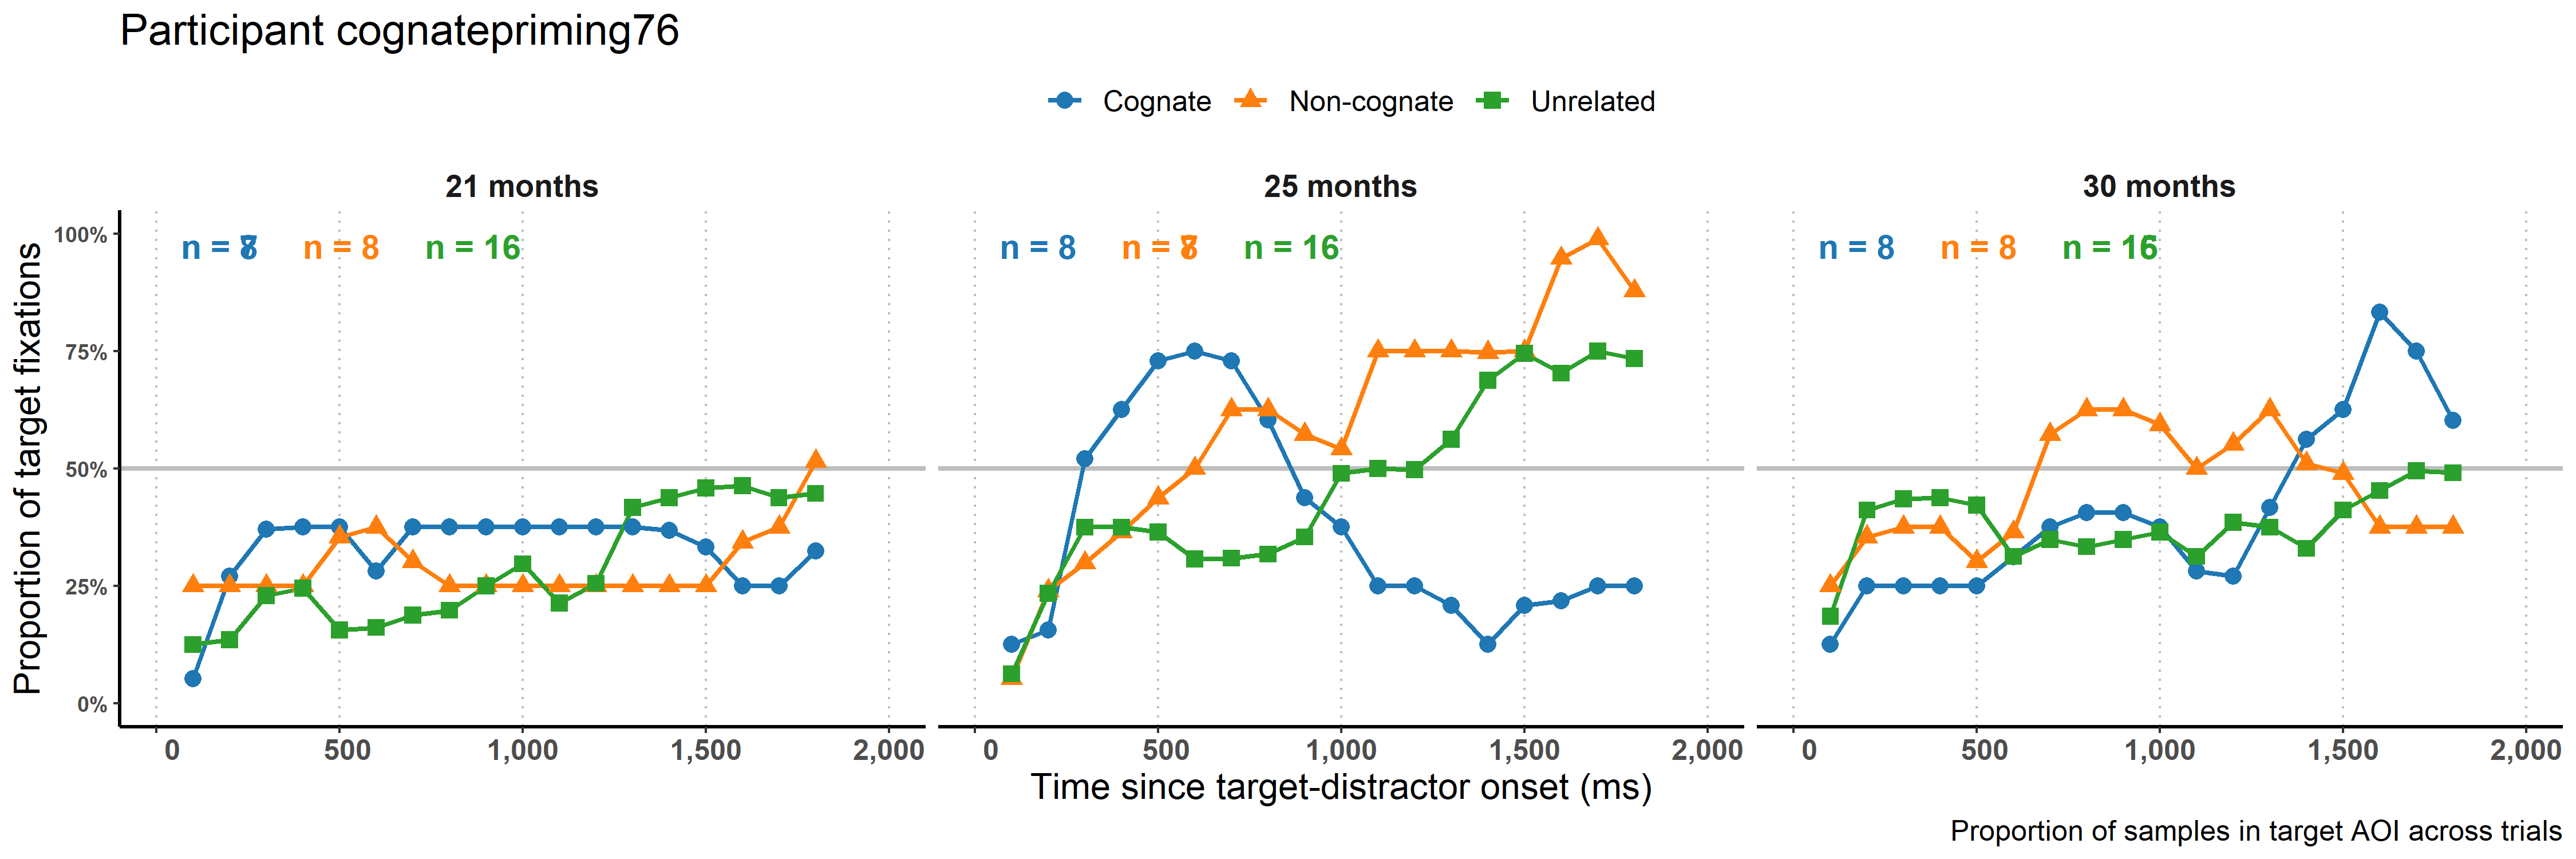 Participant cognatepriming76
Cognate Non-cognate Unrelated
21 months 25 months 30 months
100%
75%
50%
25%
0%
n = n = 8 n = 16
n = 8 n = n = 16
n = 8 n = 8 n =
0 500 1,000 1,500 2,000 0 500 1,000 1,500 2,000 0 500 1,000 1,500 2,000
Proportion of target fixations
Time since target-distractor onset (ms)
Proportion of samples in target AOI across trials